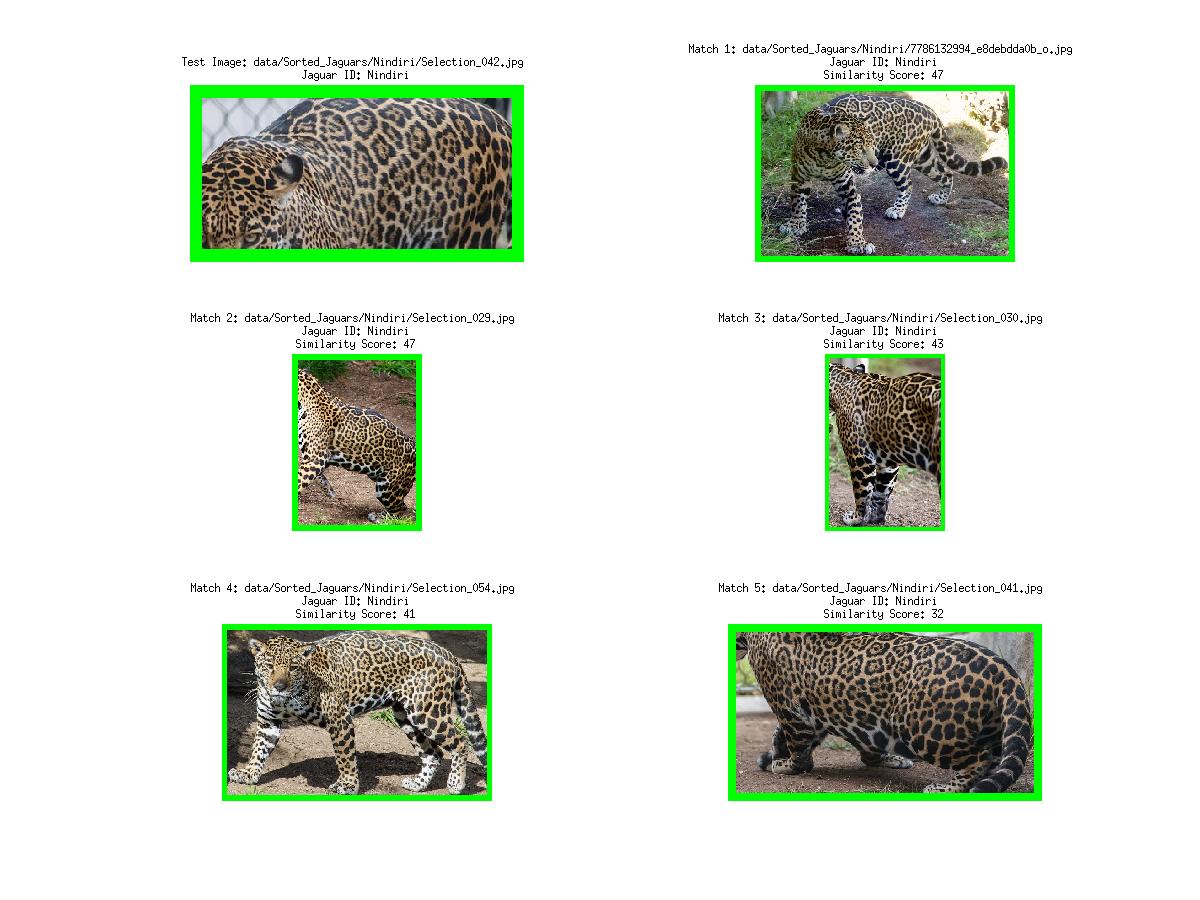 Test Image: data/Sorted_Jaguars/Nindiri/Selection_042.jpg
Jaguar ID: Nindiri
Match 1: data/Sorted_Jaguars/Nindiri/7786132994_e8debdda0b_o.jpg
Jaguar ID: Nindiri
Similarity Score: 47
Match 2: data/Sorted_Jaguars/Nindiri/Selection_029.jpg
Jaguar ID: Nindiri
Similarity Score: 47
Match 3: data/Sorted_Jaguars/Nindiri/Selection_030.jpg
Jaguar ID: Nindiri
Similarity Score: 43
Match 4: data/Sorted_Jaguars/Nindiri/Selection_054.jpg
Jaguar ID: Nindiri
Similarity Score: 41
Match 5: data/Sorted_Jaguars/Nindiri/Selection_041.jpg
Jaguar ID: Nindiri
Similarity Score: 32